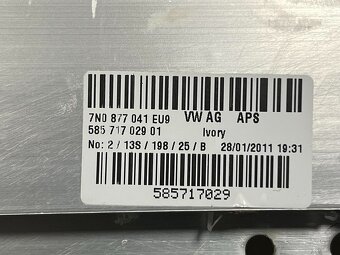 7N0 877 041 EU9 VW AG APS
585 717 029 01 Ivory
No: 2 / 13S / 198 / 25 / B 28/01/2011 19:31
585717029